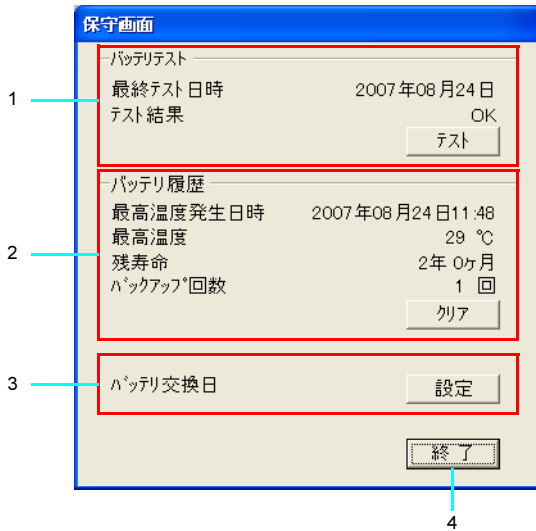 保守画面
バッテリテスト
1
最終テスト日時 2007年08月24日
テスト結果 OK
テスト
バッテリ履歴
最高温度発生日時 2007年08月24日11:48
最高温度 29 ℃
2
残寿命 2年 0ヶ月
バックアップ回数 1 回
クリア
3
バッテリ交換日 設定
終了
4